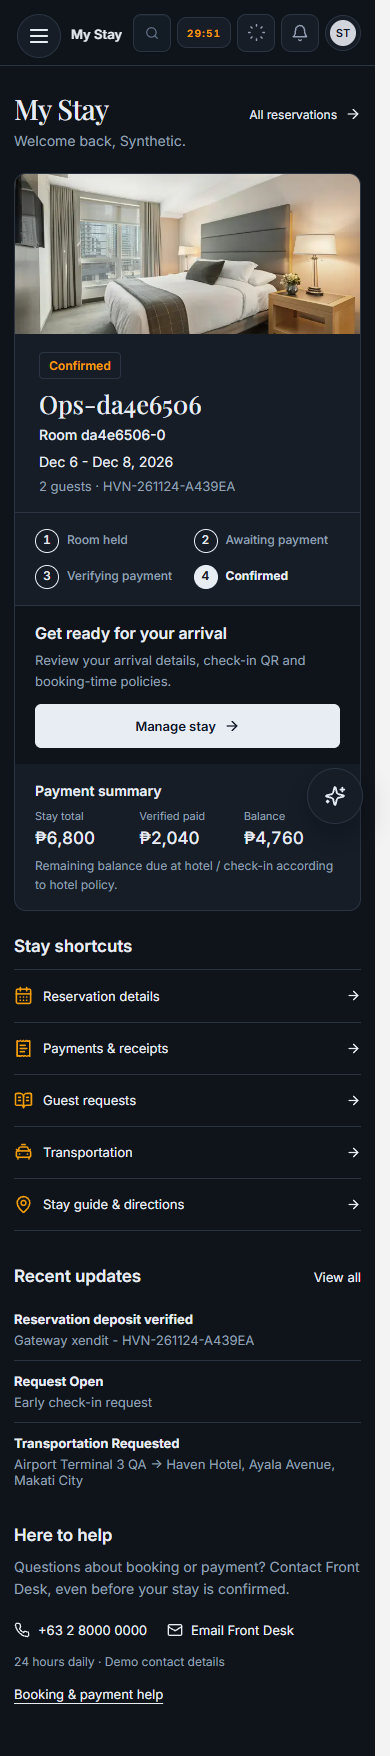 My Stay
29:51
ST
My Stay
All reservations →
Welcome back, Synthetic.
Confirmed
Ops-da4e6506
Room da4e6506-0
Dec 6 - Dec 8, 2026
2 guests · HVN-261124-A439EA
1 Room held
2 Awaiting payment
3 Verifying payment
4 Confirmed
Get ready for your arrival
Review your arrival details, check-in QR and
booking-time policies.
Manage stay →
Payment summary
Stay total
Verified paid
Balance
₱6,800
₱2,040
₱4,760
Remaining balance due at hotel / check-in according
to hotel policy.
Stay shortcuts
Reservation details →
Payments & receipts →
Guest requests →
Transportation →
Stay guide & directions →
Recent updates
View all
Reservation deposit verified
Gateway xendit - HVN-261124-A439EA
Request Open
Early check-in request
Transportation Requested
Airport Terminal 3 QA → Haven Hotel, Ayala Avenue,
Makati City
Here to help
Questions about booking or payment? Contact Front
Desk, even before your stay is confirmed.
+63 2 8000 0000
Email Front Desk
24 hours daily · Demo contact details
Booking & payment help